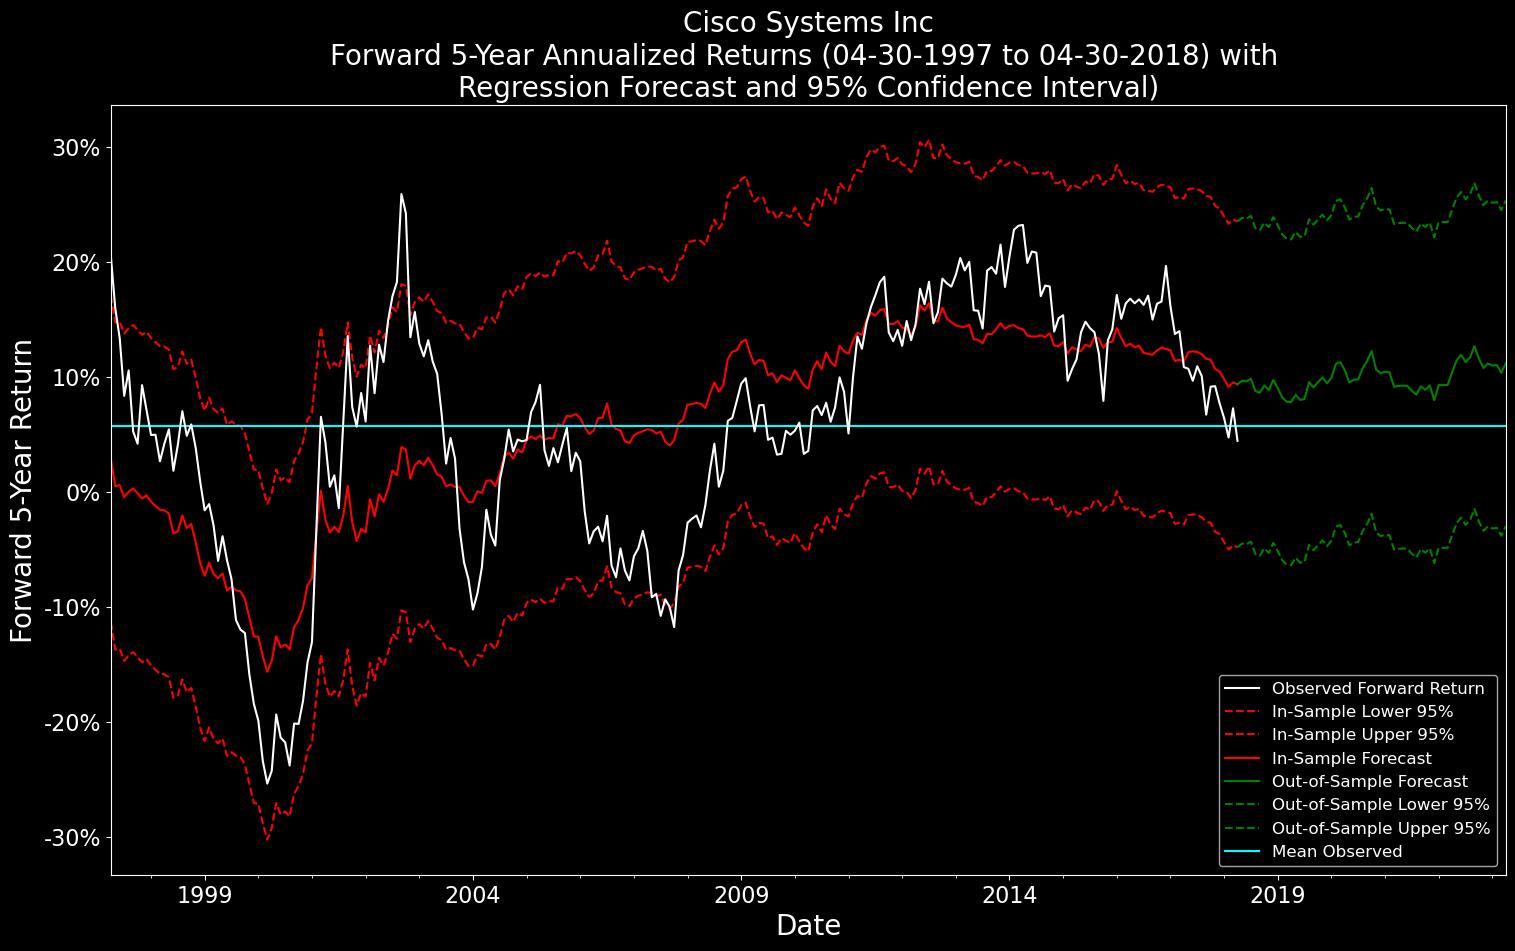 Cisco Systems Inc
Forward 5-Year Annualized Returns (04-30-1997 to 04-30-2018) with
Regression Forecast and 95% Confidence Interval)
Forward 5-Year Return
30%
20%
10%
0%
-10%
-20%
-30%
Observed Forward Return
In-Sample Lower 95%
In-Sample Upper 95%
In-Sample Forecast
Out-of-Sample Forecast
Out-of-Sample Lower 95%
Out-of-Sample Upper 95%
Mean Observed
1999 2004 2009 2014 2019
Date